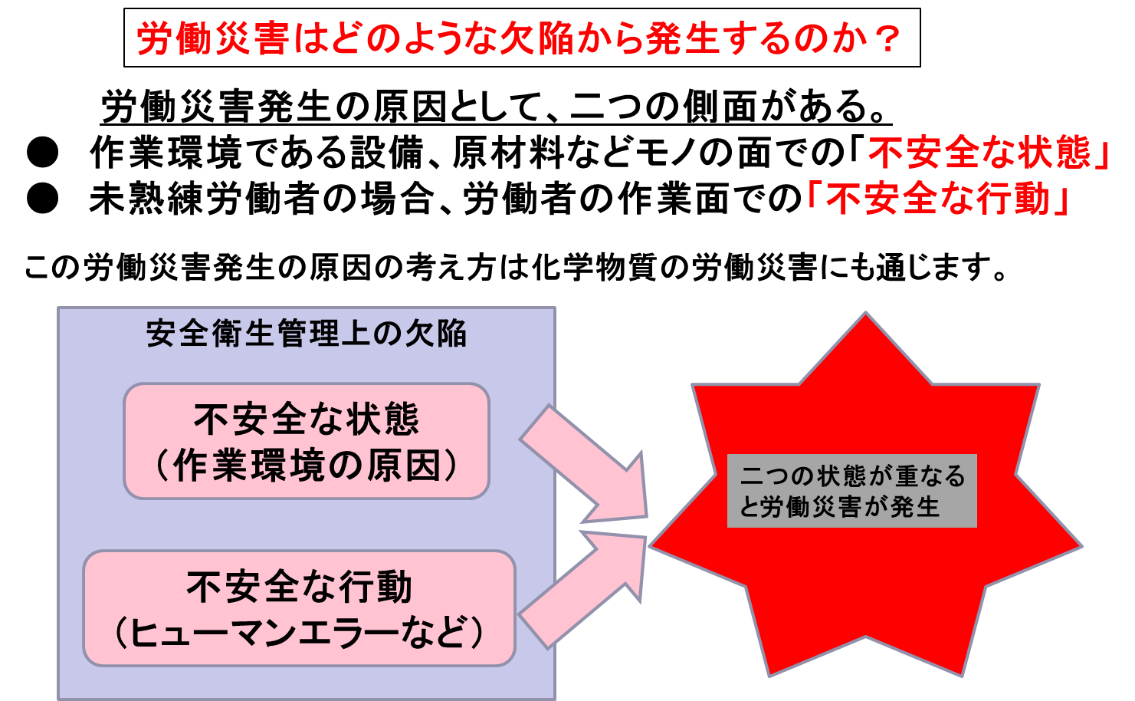 労働災害はどのような欠陥から発生するのか？
労働災害発生の原因として、二つの側面がある。
● 作業環境である設備、原材料などモノの面での「不安全な状態」
● 未熟練労働者の場合、労働者の作業面での「不安全な行動」
この労働災害発生の原因の考え方は化学物質の労働災害にも通じます。
安全衛生管理上の欠陥
不安全な状態
（作業環境の原因）
不安全な行動
（ヒューマンエラーなど）
二つの状態が重なる
と労働災害が発生